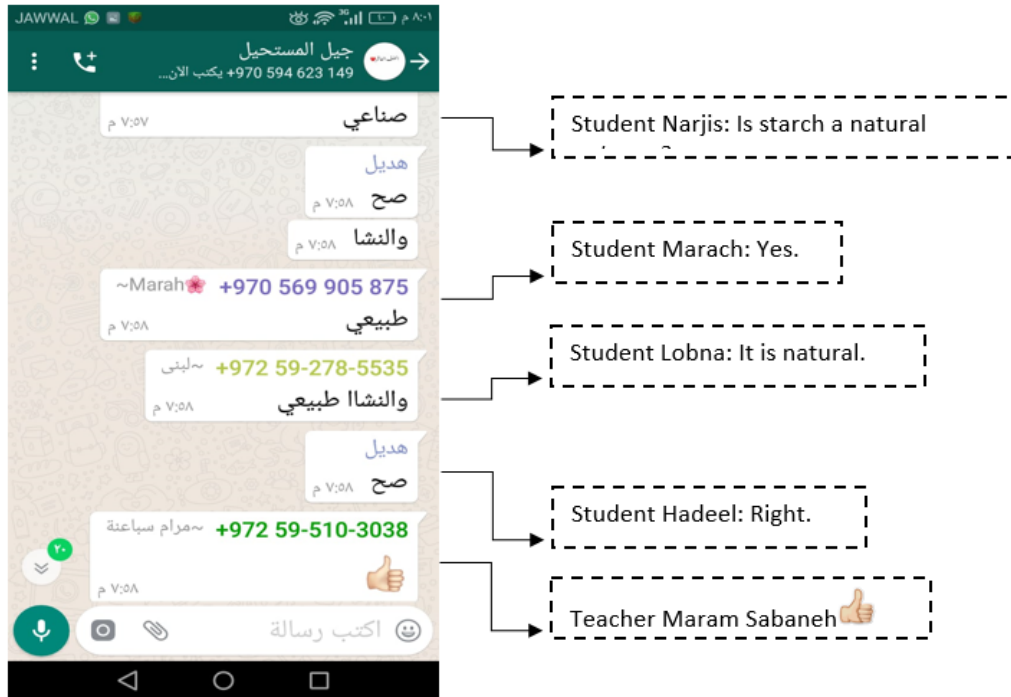 JAWWAL
3G
١٠
٨:٠١ م
جيل المستحيل
+970 594 623 149 يكتب الآن...
صناعي
٧:٥٧ م
هديل
صح
٧:٥٨ م
والنشا
٧:٥٨ م
+970 569 905 875 ~Marah🌸
طبيعي
٧:٥٨ م
+972 59-278-5535 ~لبنى
والنشاا طبيعي
٧:٥٨ م
هديل
صح
٧:٥٨ م
+972 59-510-3038 ~مرام سباعنة
👍🏻
٧:٥٨ م
٢٠
اكتب رسالة
Student Narjis: Is starch a natural
Student Marach: Yes.
Student Lobna: It is natural.
Student Hadeel: Right.
Teacher Maram Sabaneh👍🏻